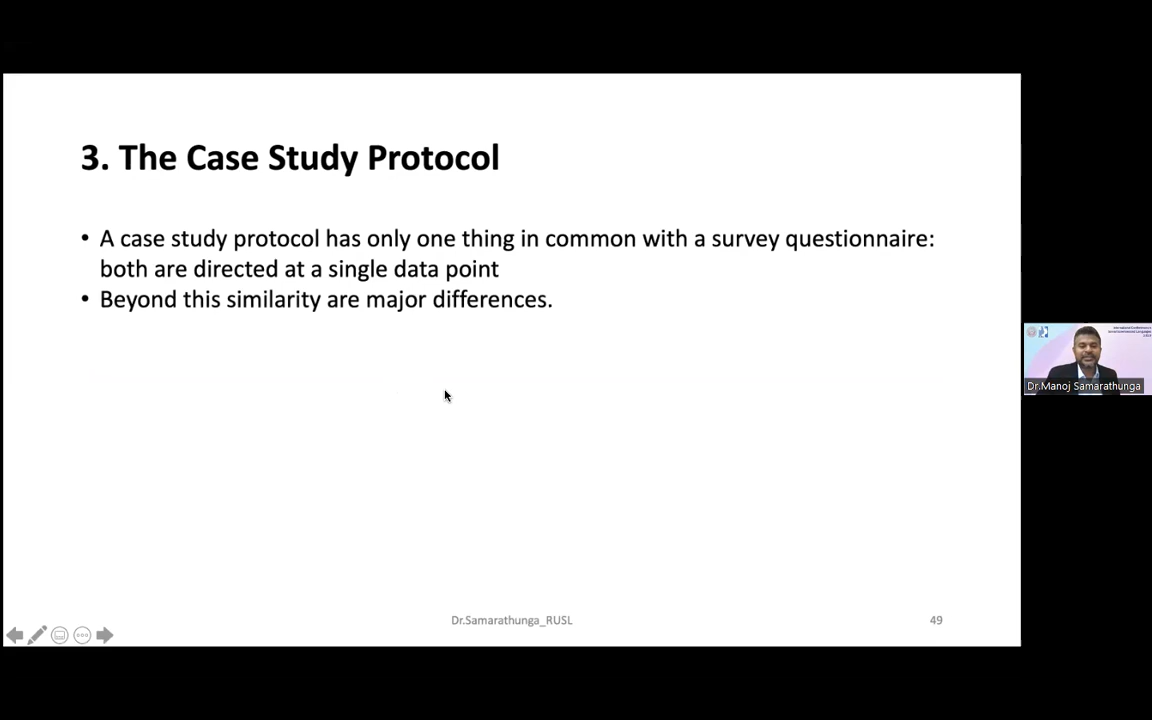 3. The Case Study Protocol
• A case study protocol has only one thing in common with a survey questionnaire:
both are directed at a single data point
• Beyond this similarity are major differences.
Dr.Manoj Samarathunga
Dr.Samarathunga_RUSL
49